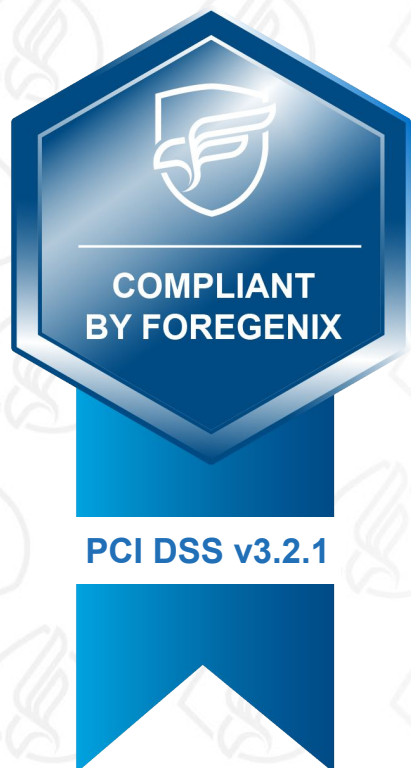 COMPLIANT
BY FOREGENIX
PCI DSS v3.2.1